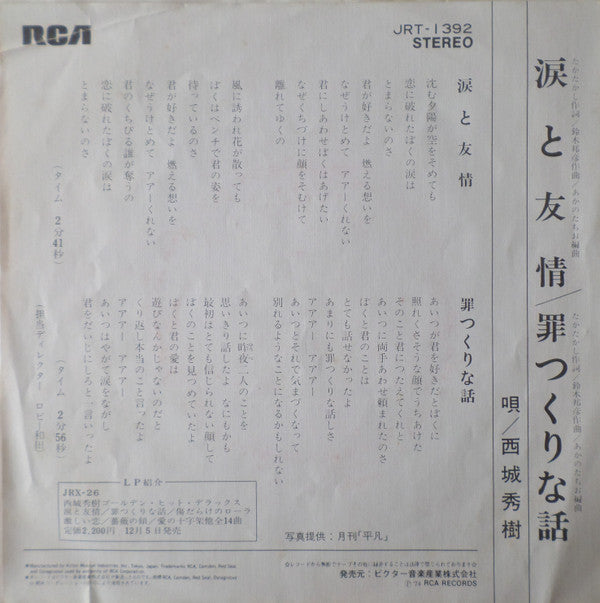 RCA
JRT-1392
STEREO
涙と友情/罪つくりな話
たかたかし作詞/鈴木邦彦作曲/あかのたちお編曲
たかたかし作詞/鈴木邦彦作曲/あかのたちお編曲
唄/西城秀樹
涙と友情
沈む夕陽が空をそめても
恋に破れたぼくの涙は
とまらないのさ
君が好きだよ 燃える想いを
なぜうけとめて アアーくれない
君にしあわせぼくはあげたい
なぜくちづけに顔をそむけて
離れてゆくの
風に誘われ花が散っても
ぼくはベンチで君の姿を
待っているのさ
君が好きだよ 燃える想いを
なぜうけとめて アアーくれない
君のくちびる誰が奪うの
恋に破れたぼくの涙は
とまらないのさ
(タイム 2分41秒)
罪つくりな話
あいつが君を好きだとぼくに
照れくさそうな顔でうちあけた
そのこと君につたえてくれと
あいつに両手あわせ頼まれたのさ
ぼくと君のことは
とても話せなかったよ
あまりにも罪つくりな話しさ
アアアー アアアー
あいつとそれで気まづくなって
別れるようなことになるかもしれない
あいつに昨夜二人のことを
思いきり話したよ なにもかも
最初はとても信じられない顔して
ぼくのことを見つめていたよ
ぼくと君の愛は
遊びなんかじゃないのだと
くり返し本当のこと言ったよ
アアアー アアアー
あいつはやがて涙をながし
君をだいじにしろと一言いったよ
(タイム 2分56秒)
(担当ディレクター ロビー和田)
LP紹介
JRX-26
西城秀樹ゴールデン・ヒット・デラックス
涙と友情/罪つくりな話/傷だらけのローラ
激しい恋/薔薇の鎖/愛の十字架他全14曲
定価2,200円 12月5日発売
写真提供:月刊「平凡」
発売元:ビクター音楽産業株式会社
Ⓟ'74 RCA RECORDS